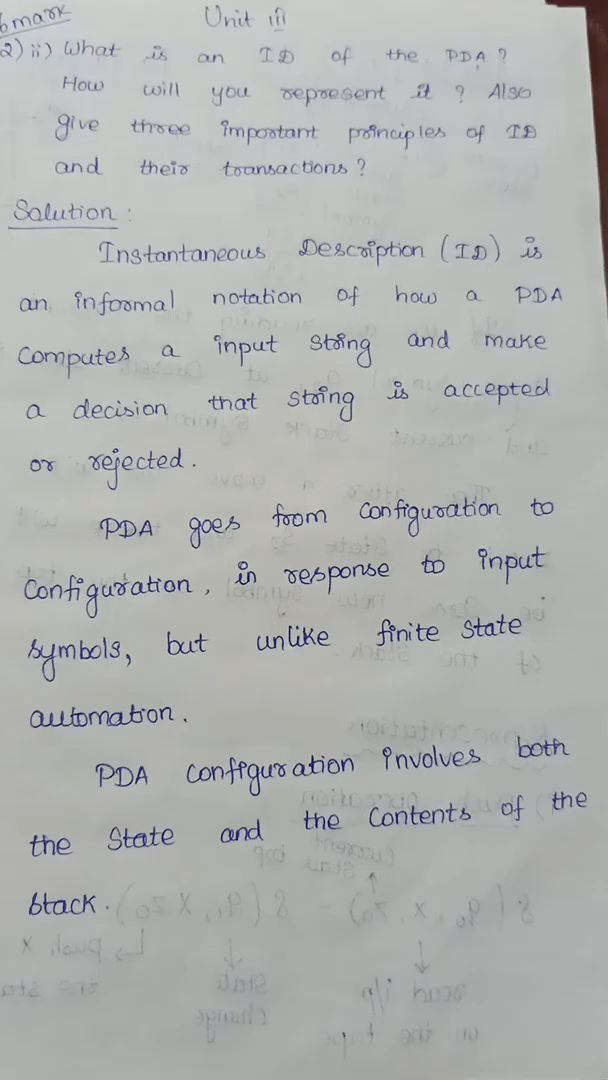 6mark
Unit iii
2) ii) What is an ID of the PDA?
How will you represent it? Also
give three important principles of ID
and their transactions?
Solution:
Instantaneous Description (ID) is
an informal notation of how a PDA
computes a input string and make
a decision that string is accepted
or rejected.
PDA goes from configuration to
configuration, in response to input
symbols, but unlike finite state
automation.
PDA configuration involves both
the State and the Contents of the
stack.